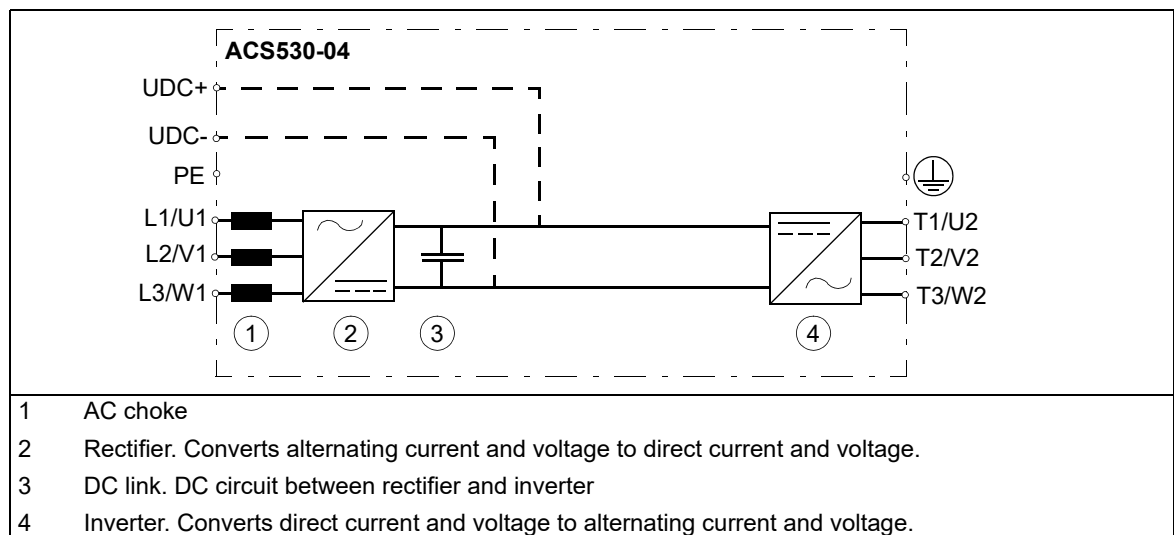 ACS530-04
UDC+
UDC-
PE
L1/U1
T1/U2
L2/V1
T2/V2
L3/W1
T3/W2
1
2
3
4
1 AC choke
2 Rectifier. Converts alternating current and voltage to direct current and voltage.
3 DC link. DC circuit between rectifier and inverter
4 Inverter. Converts direct current and voltage to alternating current and voltage.